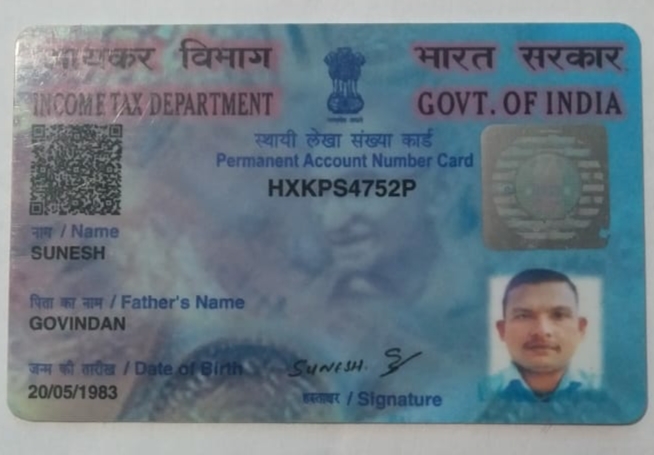 आयकर विभाग
भारत सरकार
INCOME TAX DEPARTMENT
GOVT. OF INDIA
स्थायी लेखा संख्या कार्ड
Permanent Account Number Card
HXKPS4752P
नाम / Name
SUNESH
पिता का नाम / Father's Name
GOVINDAN
जन्म की तारीख / Date of Birth
20/05/1983
SUNESH. S
हस्ताक्षर / Signature